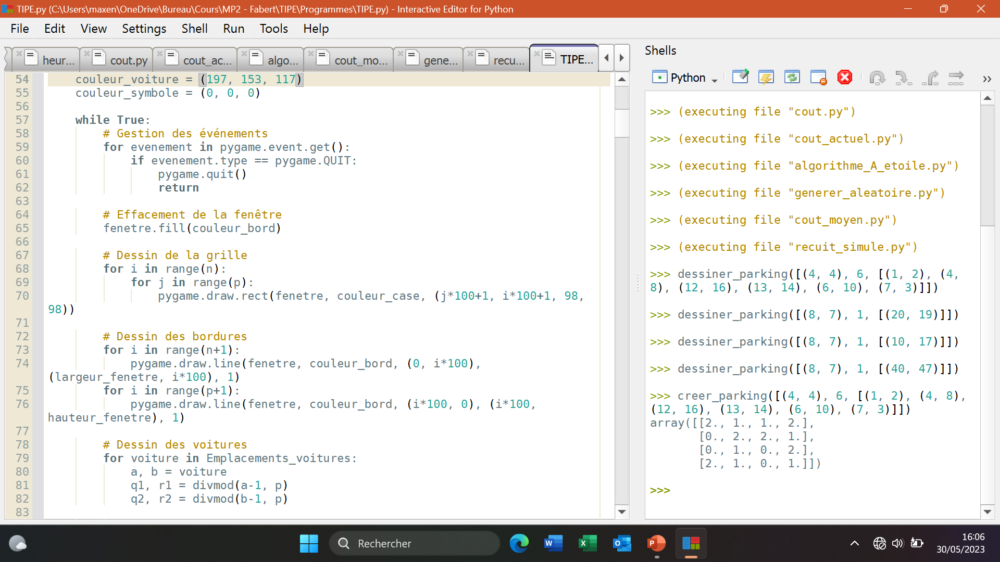 TIPE.py (C:\Users\maxen\OneDrive\Bureau\Cours\MP2 - Fabert\TIPE\Programmes\TIPE.py) - Interactive Editor for Python
File Edit View Settings Shell Run Tools Help
heur... cout.py cout_ac... algo... cout_mo... gene... recu... TIPE...
54 couleur_voiture = (197, 153, 117)
55 couleur_symbole = (0, 0, 0)
56
57 while True:
58 # Gestion des événements
59 for evenement in pygame.event.get():
60 if evenement.type == pygame.QUIT:
61 pygame.quit()
62 return
63
64 # Effacement de la fenêtre
65 fenetre.fill(couleur_bord)
66
67 # Dessin de la grille
68 for i in range(n):
69 for j in range(p):
70 pygame.draw.rect(fenetre, couleur_case, (j*100+1, i*100+1, 98,
98))
71
72 # Dessin des bordures
73 for i in range(n+1):
74 pygame.draw.line(fenetre, couleur_bord, (0, i*100),
(largeur_fenetre, i*100), 1)
75 for i in range(p+1):
76 pygame.draw.line(fenetre, couleur_bord, (i*100, 0), (i*100,
hauteur_fenetre), 1)
77
78 # Dessin des voitures
79 for voiture in Emplacements_voitures:
80 a, b = voiture
81 q1, r1 = divmod(a-1, p)
82 q2, r2 = divmod(b-1, p)
83
Shells
Python
>>> (executing file "cout.py")
>>> (executing file "cout_actuel.py")
>>> (executing file "algorithme_A_etoile.py")
>>> (executing file "generer_aleatoire.py")
>>> (executing file "cout_moyen.py")
>>> (executing file "recuit_simule.py")
>>> dessiner_parking([(4, 4), 6, [(1, 2), (4,
8), (12, 16), (13, 14), (6, 10), (7, 3)]])
>>> dessiner_parking([(8, 7), 1, [(20, 19)]])
>>> dessiner_parking([(8, 7), 1, [(10, 17)]])
>>> dessiner_parking([(8, 7), 1, [(40, 47)]])
>>> creer_parking([(4, 4), 6, [(1, 2), (4, 8),
(12, 16), (13, 14), (6, 10), (7, 3)]])
array([[2., 1., 1., 2.],
[0., 2., 2., 1.],
[0., 1., 0., 2.],
[2., 1., 0., 1.]])
>>>
Rechercher
16:06
30/05/2023